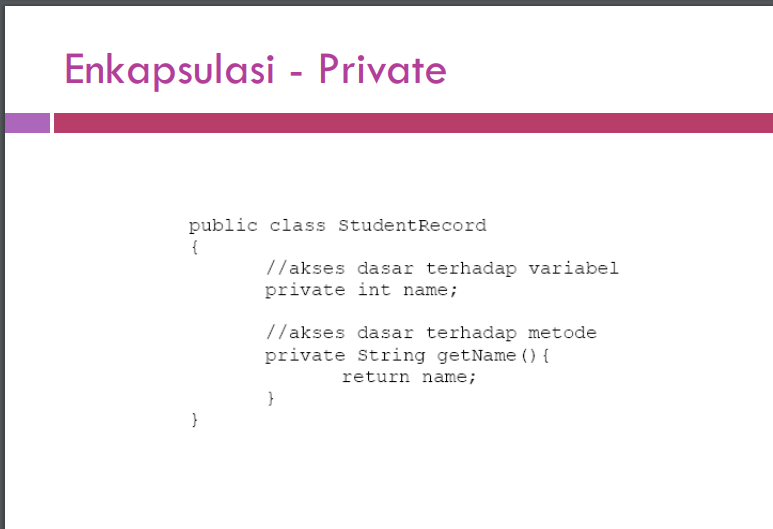 Enkapsulasi - Private
public class StudentRecord
{
//akses dasar terhadap variabel
private int name;
//akses dasar terhadap metode
private String getName(){
return name;
}
}